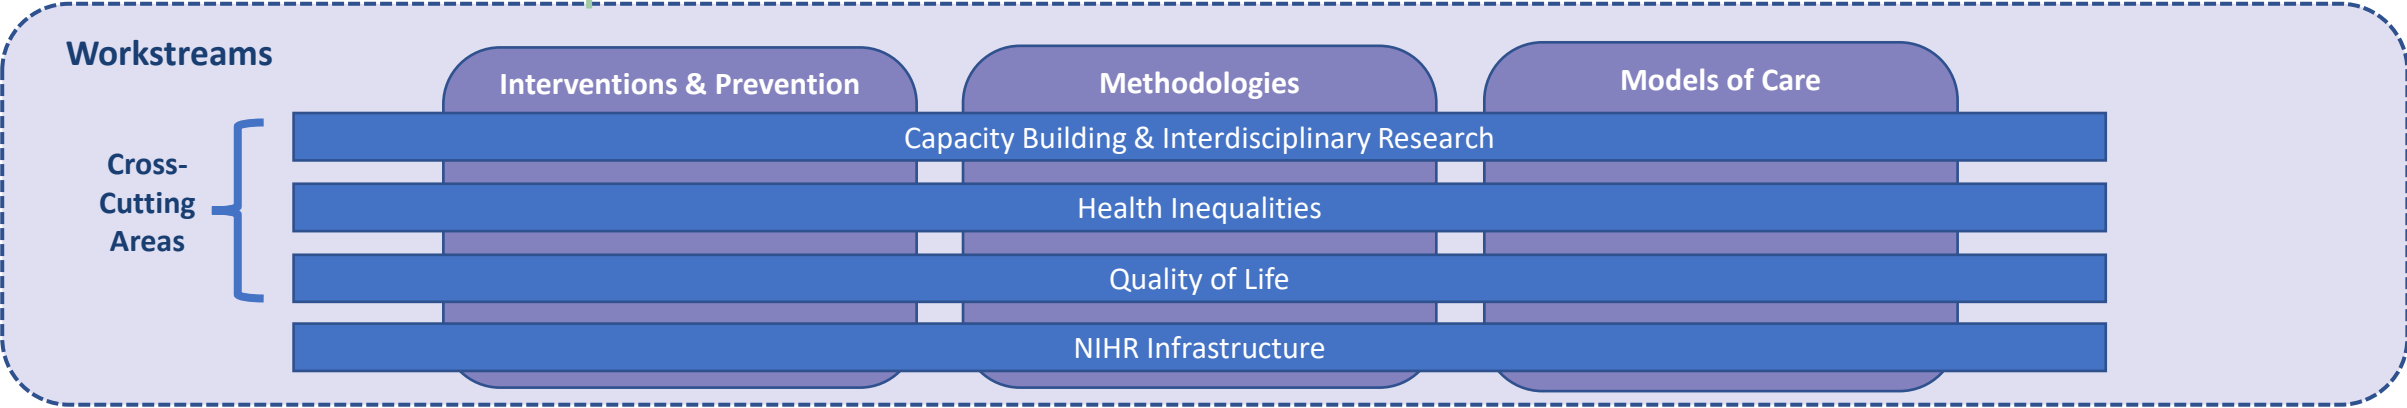 Workstreams
Interventions & Prevention
Methodologies
Models of Care
Cross-
Cutting
Areas
Capacity Building & Interdisciplinary Research
Health Inequalities
Quality of Life
NIHR Infrastructure